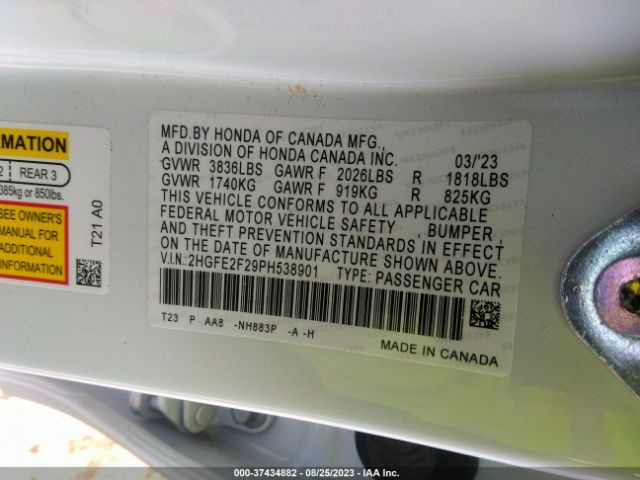 MFD.BY HONDA OF CANADA MFG.,
A DIVISION OF HONDA CANADA INC. 03/'23
GVWR 3836LBS GAWR F 2026LBS R 1818LBS
GVWR 1740KG GAWR F 919KG R 825KG
THIS VEHICLE CONFORMS TO ALL APPLICABLE
FEDERAL MOTOR VEHICLE SAFETY, BUMPER,
AND THEFT PREVENTION STANDARDS IN EFFECT
ON THE DATE OF MANUFACTURE SHOWN ABOVE.
V.I.N.:2HGFE2F29PH538901 TYPE: PASSENGER CAR
T23 P AA8 -NH883P -A -H
MADE IN CANADA
RMATION
2 REAR 3
385kg or 850lbs.
SEE OWNER'S
MANUAL FOR
ADDITIONAL
INFORMATION
T21 A0
000-37434882 - 08/25/2023 - IAA Inc.